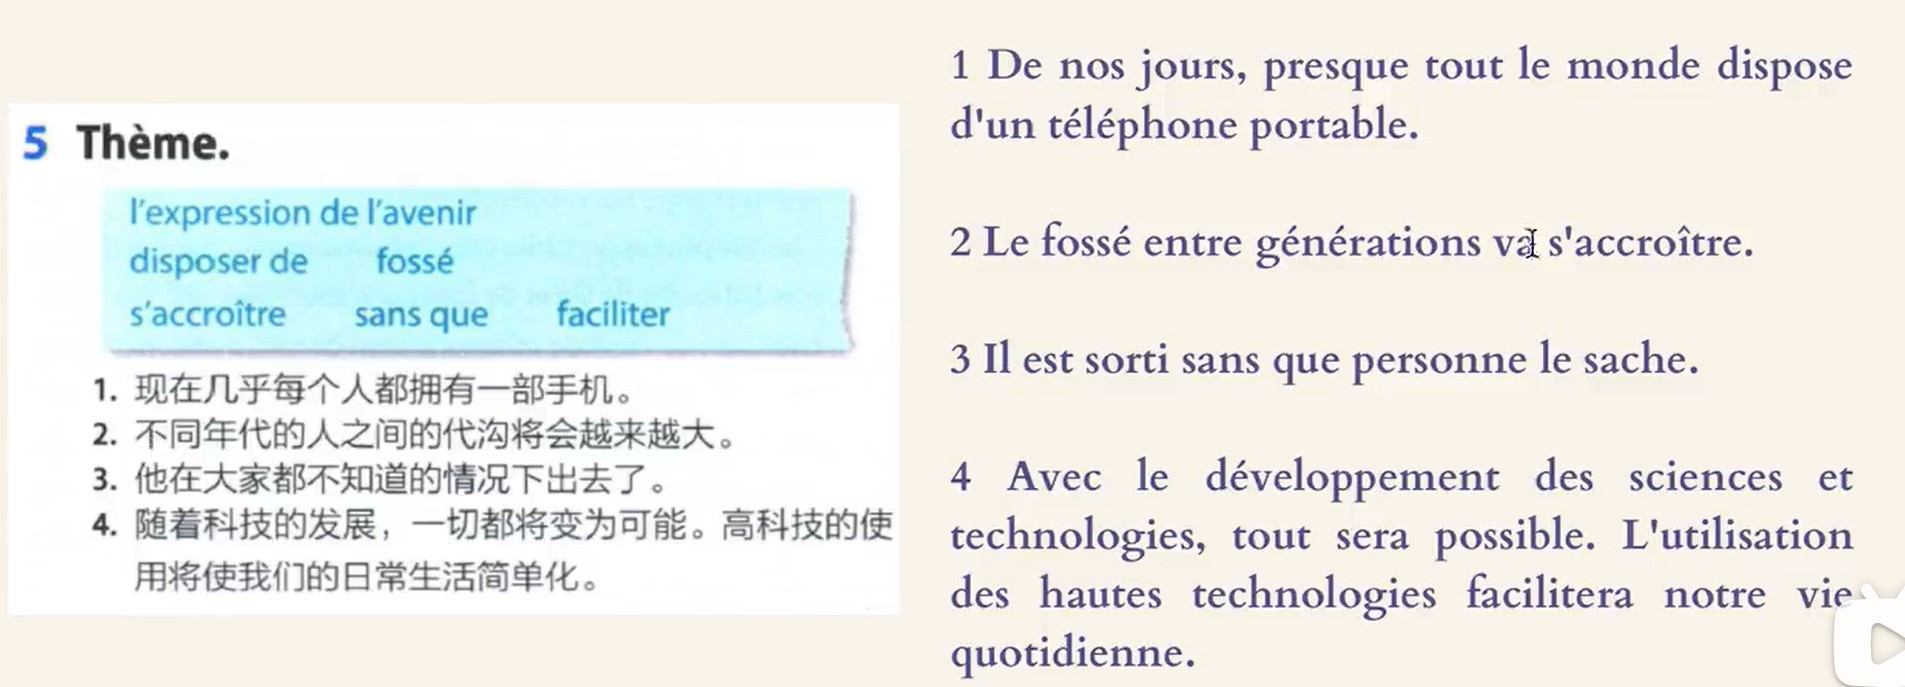 5 Thème.
l'expression de l'avenir
disposer de fossé
s'accroître sans que faciliter
1. 现在几乎每个人都拥有一部手机。
2. 不同年代的人之间的代沟将会越来越大。
3. 他在大家都不知道的情况下出去了。
4. 随着科技的发展，一切都将变为可能。高科技的使
用将使我们的日常生活简单化。
1 De nos jours, presque tout le monde dispose
d'un téléphone portable.
2 Le fossé entre générations va s'accroître.
3 Il est sorti sans que personne le sache.
4 Avec le développement des sciences et
technologies, tout sera possible. L'utilisation
des hautes technologies facilitera notre vie
quotidienne.